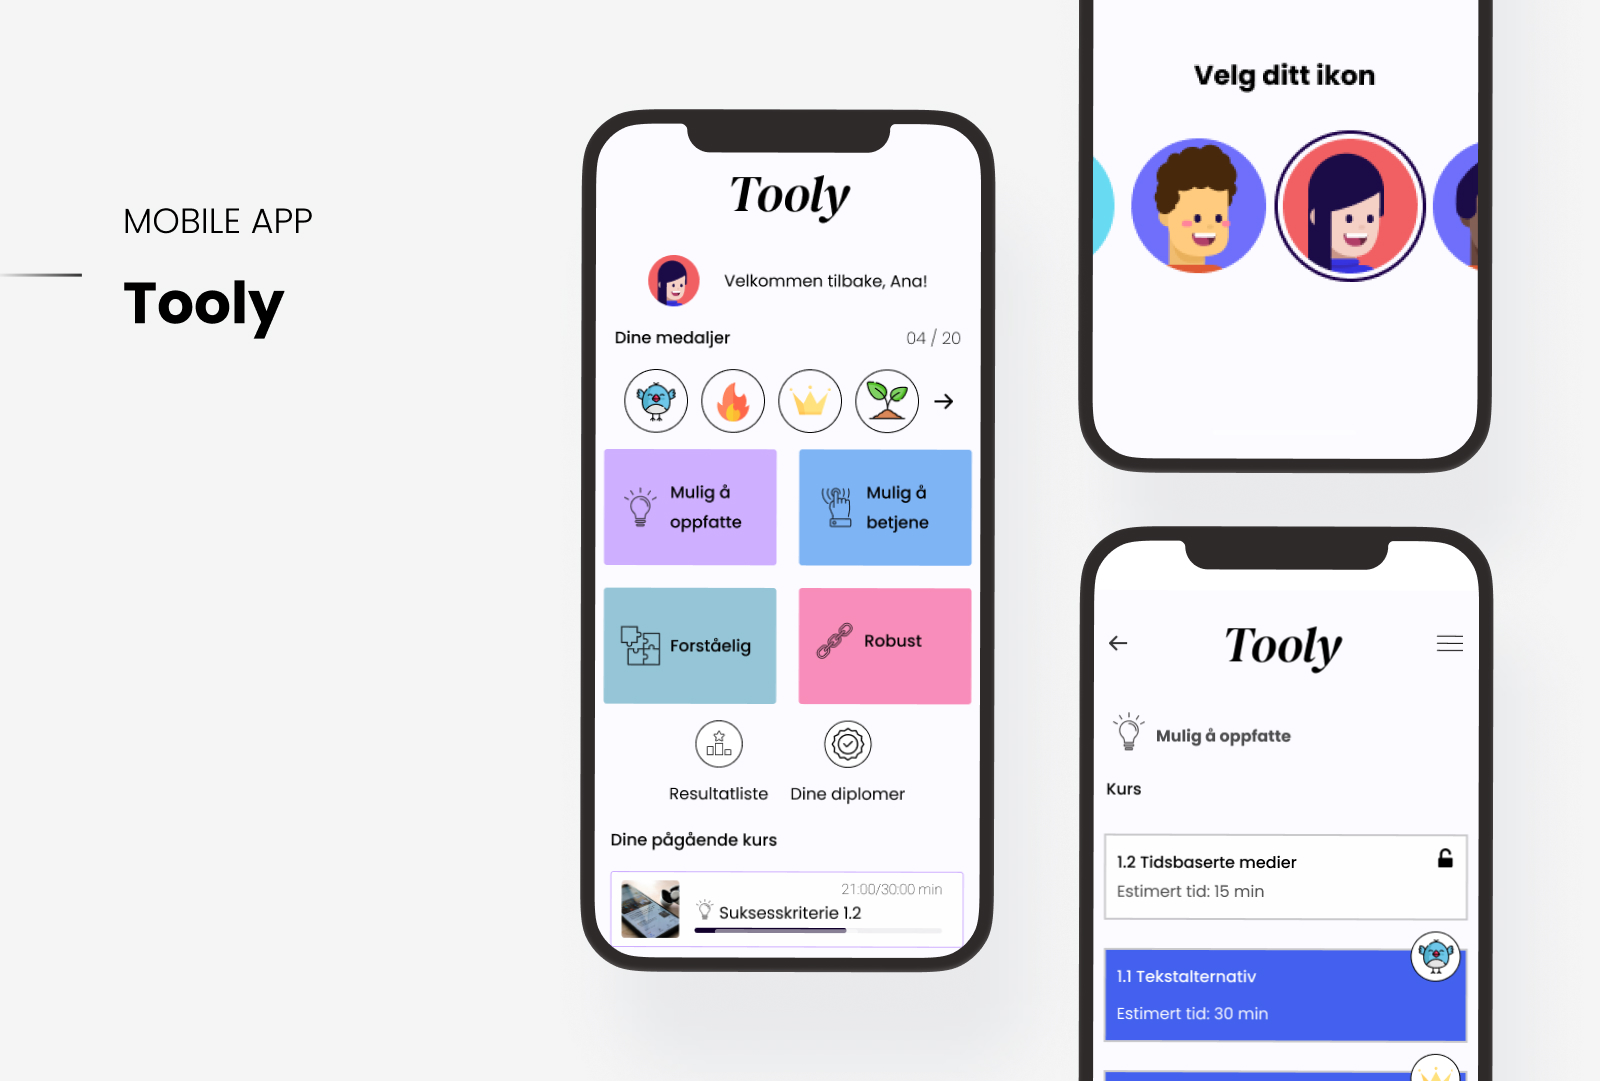 MOBILE APP
Tooly
Tooly
Velkommen tilbake, Ana!
Dine medaljer
04 / 20
Mulig å
oppfatte
Mulig å
betjene
Forståelig
Robust
Resultatliste
Dine diplomer
Dine pågående kurs
21:00/30:00 min
Suksesskriterie 1.2
Velg ditt ikon
Tooly
Mulig å oppfatte
Kurs
1.2 Tidsbaserte medier
Estimert tid: 15 min
1.1 Tekstalternativ
Estimert tid: 30 min